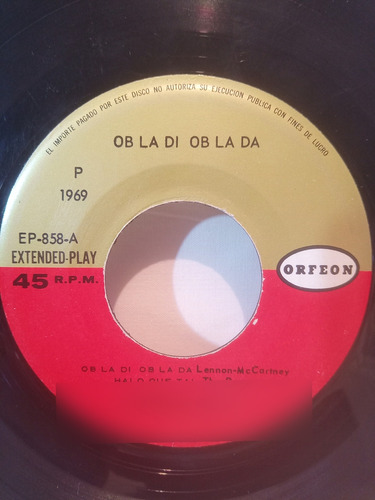 EL IMPORTE PAGADO POR ESTE DISCO NO AUTORIZA SU EJECUCION PUBLICA CON FINES DE LUCRO
OB LA DI OB LA DA
P
1969
EP-858-A
EXTENDED-PLAY
45 R.P.M.
ORFEON
OB LA DI OB LA DA Lennon-McCartney